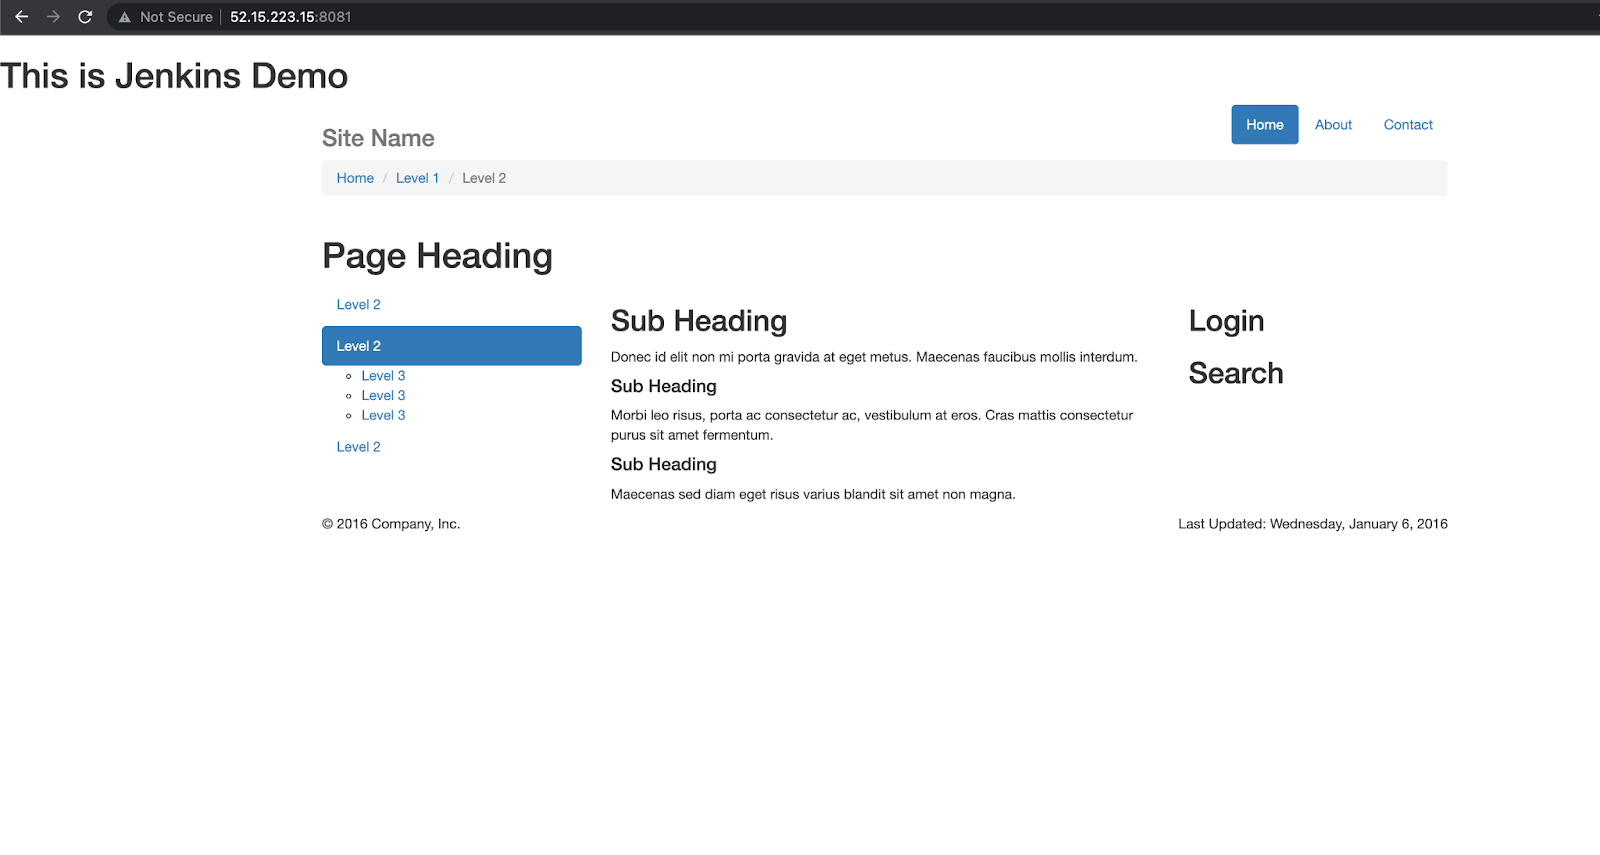 Not Secure 52.15.223.15:8081
This is Jenkins Demo
Home About Contact
Site Name
Home / Level 1 / Level 2
Page Heading
Level 2
Level 2
Level 3
Level 3
Level 3
Level 2
Sub Heading
Donec id elit non mi porta gravida at eget metus. Maecenas faucibus mollis interdum.
Sub Heading
Morbi leo risus, porta ac consectetur ac, vestibulum at eros. Cras mattis consectetur
purus sit amet fermentum.
Sub Heading
Maecenas sed diam eget risus varius blandit sit amet non magna.
Login
Search
© 2016 Company, Inc.
Last Updated: Wednesday, January 6, 2016